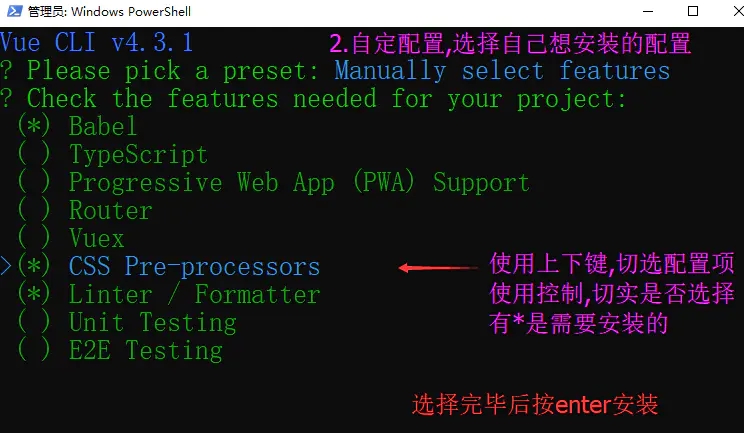 管理员: Windows PowerShell
Vue CLI v4.3.1
2.自定配置,选择自己想安装的配置
? Please pick a preset: Manually select features
? Check the features needed for your project:
(*) Babel
( ) TypeScript
( ) Progressive Web App (PWA) Support
( ) Router
( ) Vuex
>(*) CSS Pre-processors
(*) Linter / Formatter
( ) Unit Testing
( ) E2E Testing
使用上下键,切选配置项
使用控制,切实是否选择
有*是需要安装的
选择完毕后按enter安装